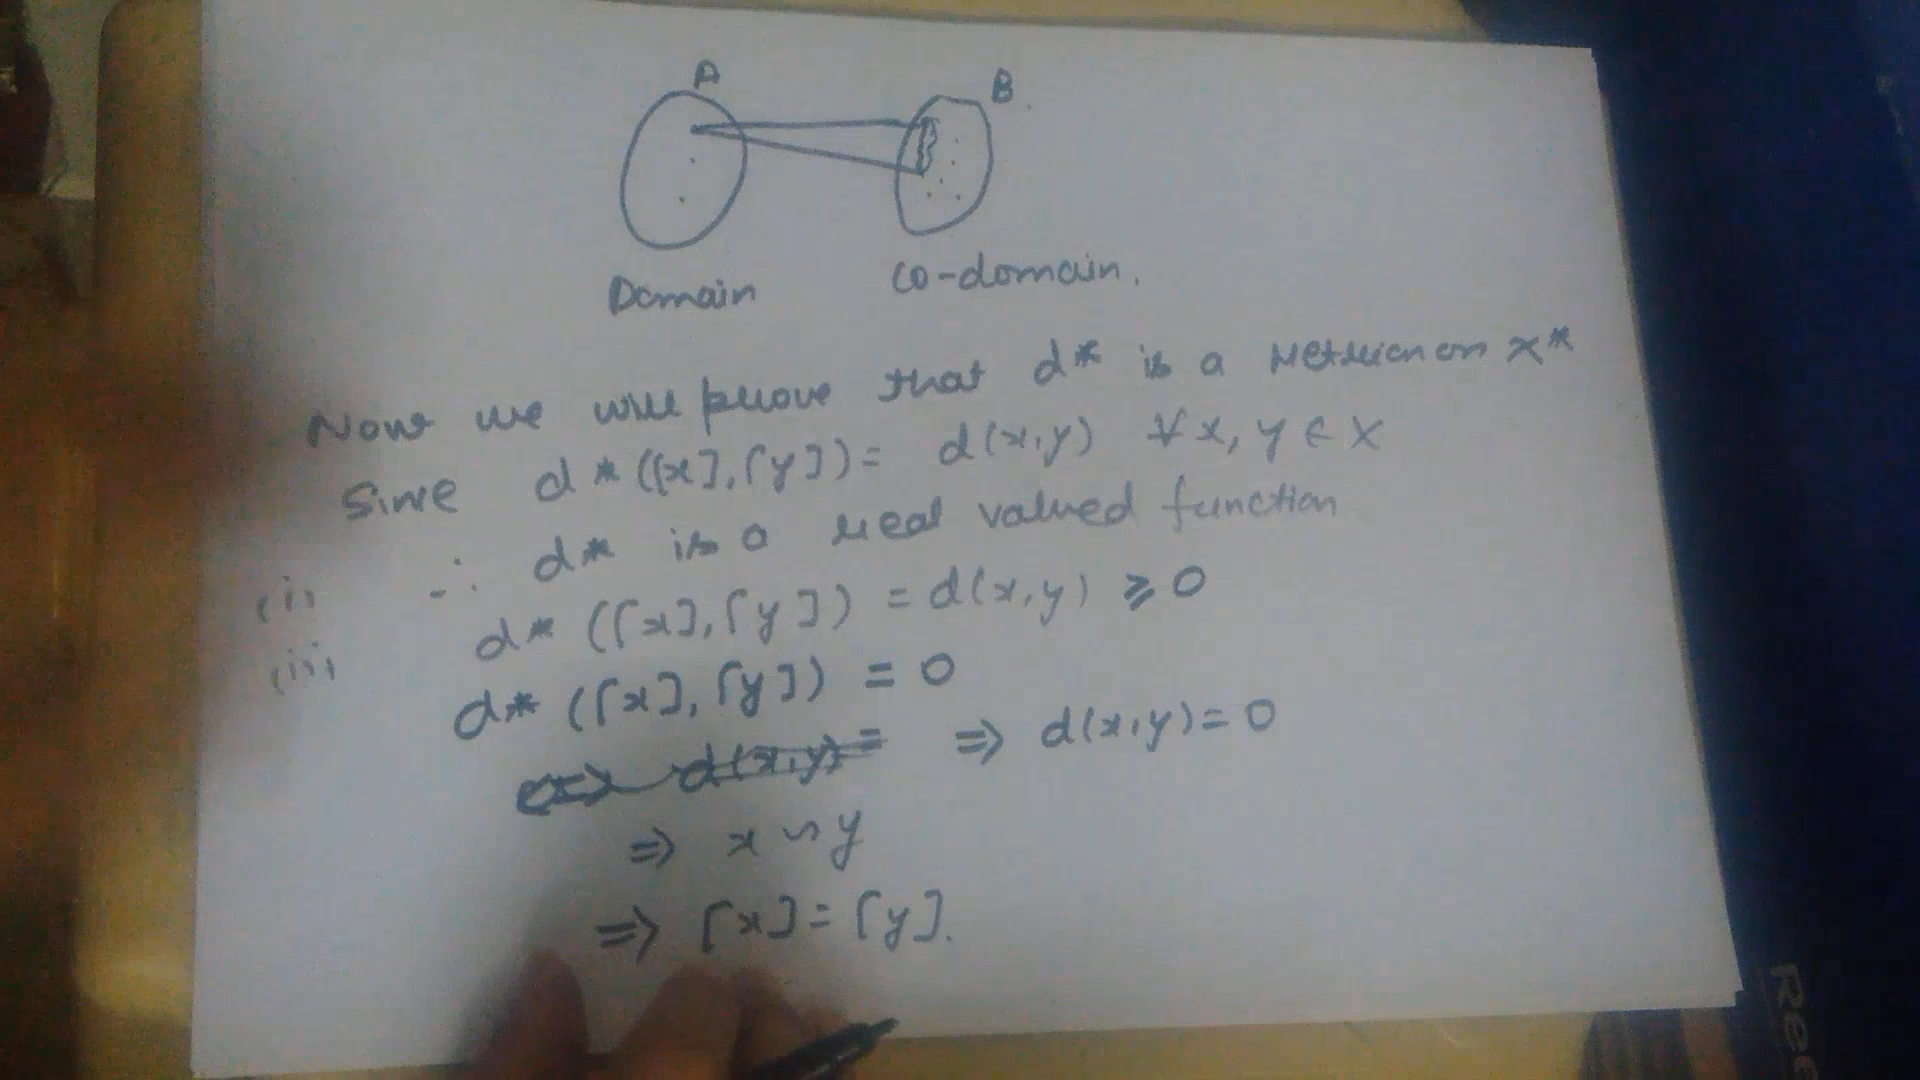 A B.
Domain Co-domain.
Now we will prove that d* is a Metric on X*
Since d*([x],[y]) = d(x,y) ∀ x, y ∈ X
∴ d* is a real valued function
(i) d*([x],[y]) = d(x,y) ⩾ 0
(ii) d*([x],[y]) = 0
⇒ d(x,y) = 0
⇒ x ~ y
⇒ [x] = [y].